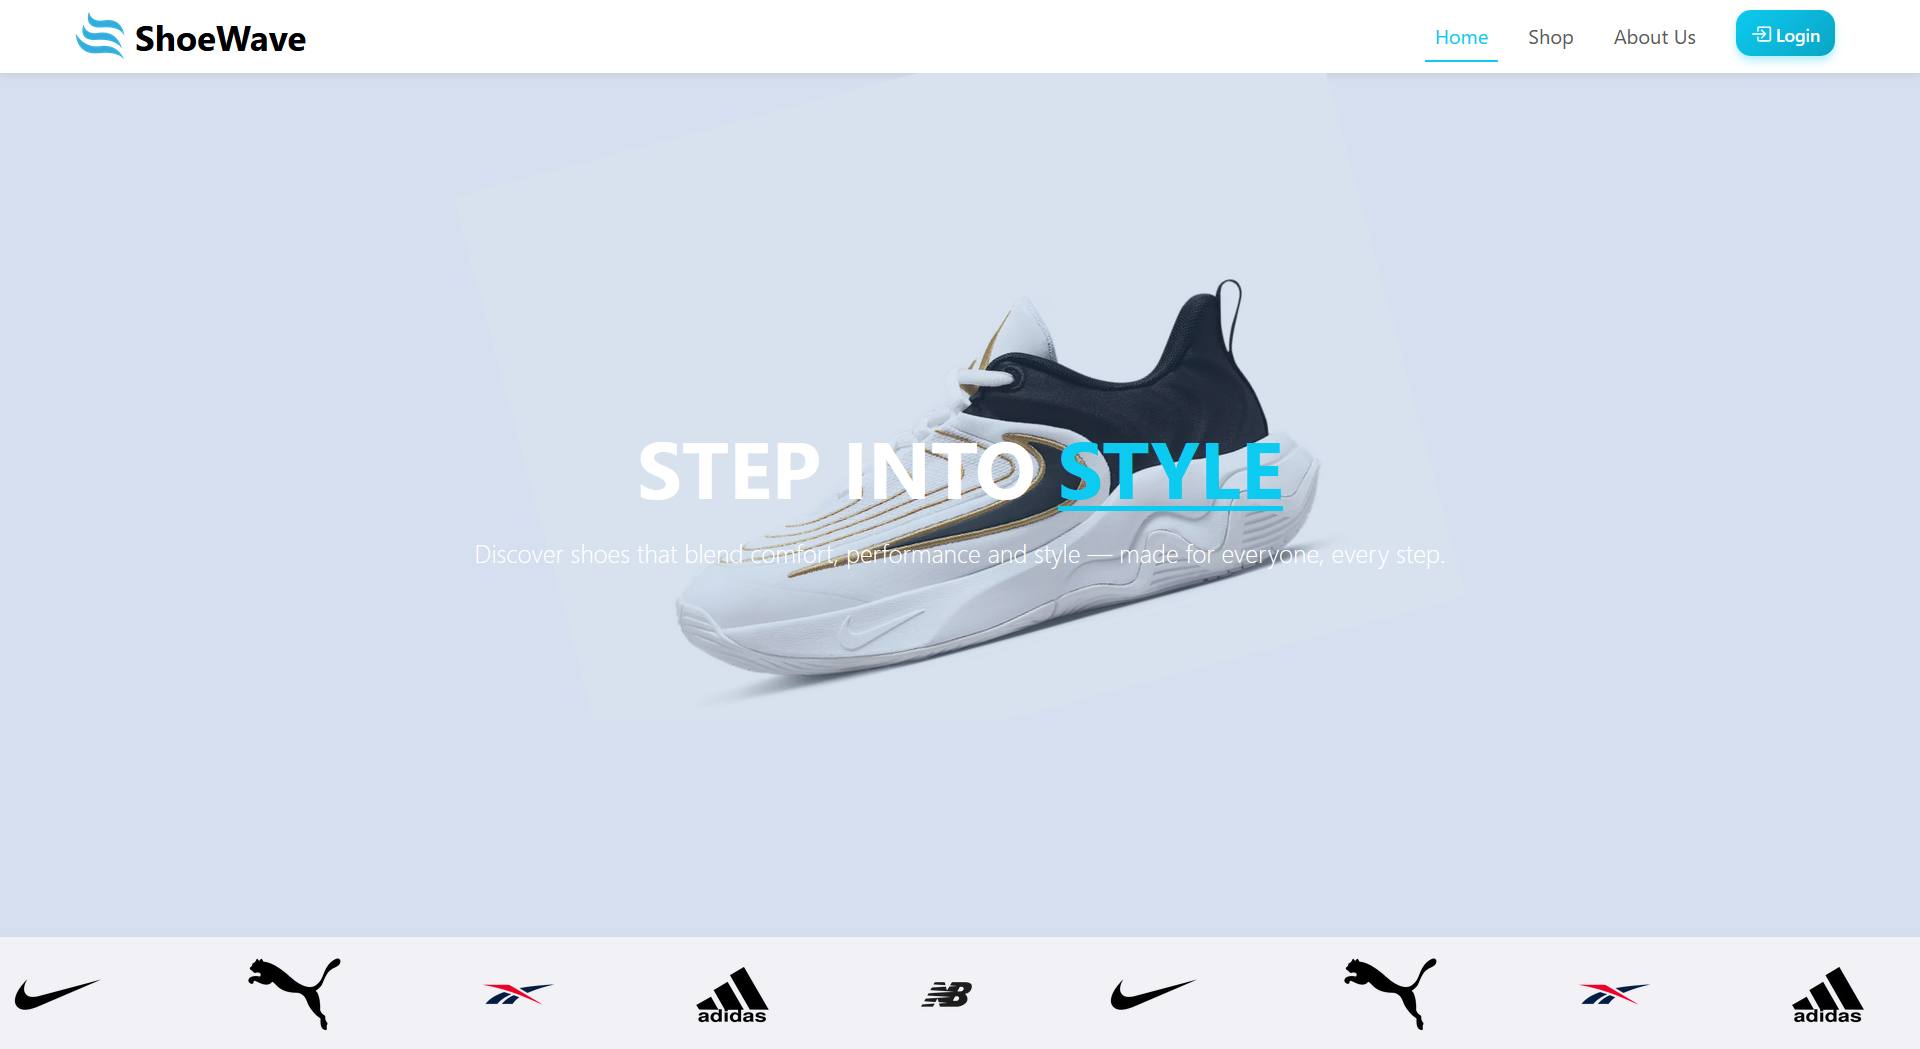 ShoeWave
Home
Shop
About Us
Login
STEP INTO STYLE
Discover shoes that blend comfort, performance and style — made for everyone, every step.
adidas
NB
adidas